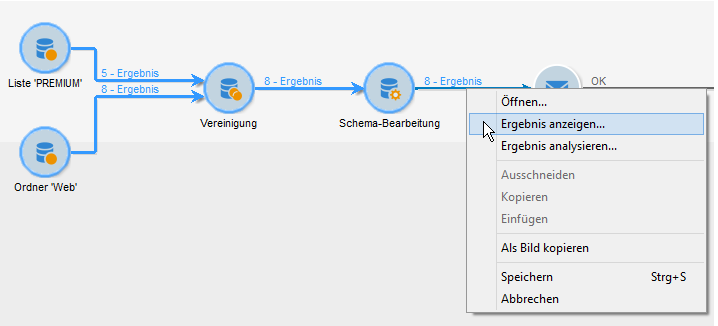 Liste 'PREMIUM'
5 - Ergebnis
8 - Ergebnis
Vereinigung
8 - Ergebnis
Schema-Bearbeitung
8 - Ergebnis
OK
Ordner 'Web'
Öffnen...
Ergebnis anzeigen...
Ergebnis analysieren...
Ausschneiden
Kopieren
Einfügen
Als Bild kopieren
Speichern Strg+S
Abbrechen